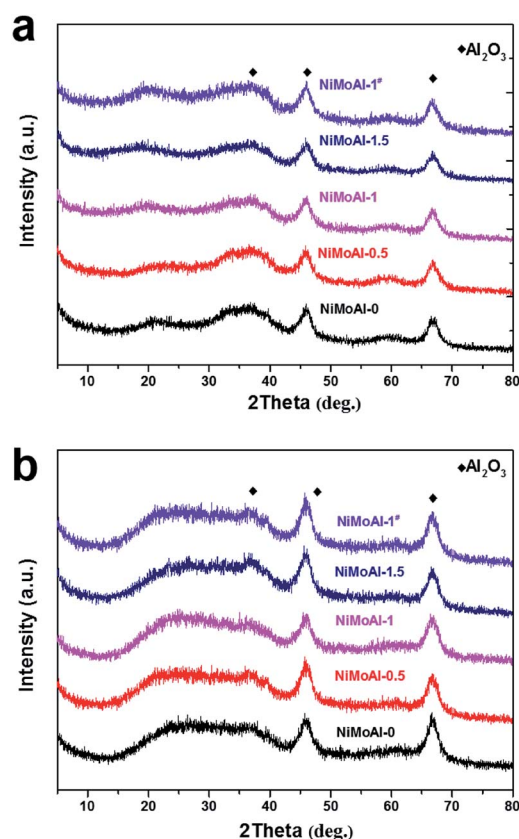 a
◆Al₂O₃
NiMoAl-1#
NiMoAl-1.5
NiMoAl-1
NiMoAl-0.5
NiMoAl-0
Intensity (a.u.)
10 20 30 40 50 60 70 80
2Theta (deg.)
b
◆Al₂O₃
NiMoAl-1#
NiMoAl-1.5
NiMoAl-1
NiMoAl-0.5
NiMoAl-0
Intensity (a.u.)
10 20 30 40 50 60 70 80
2Theta (deg.)